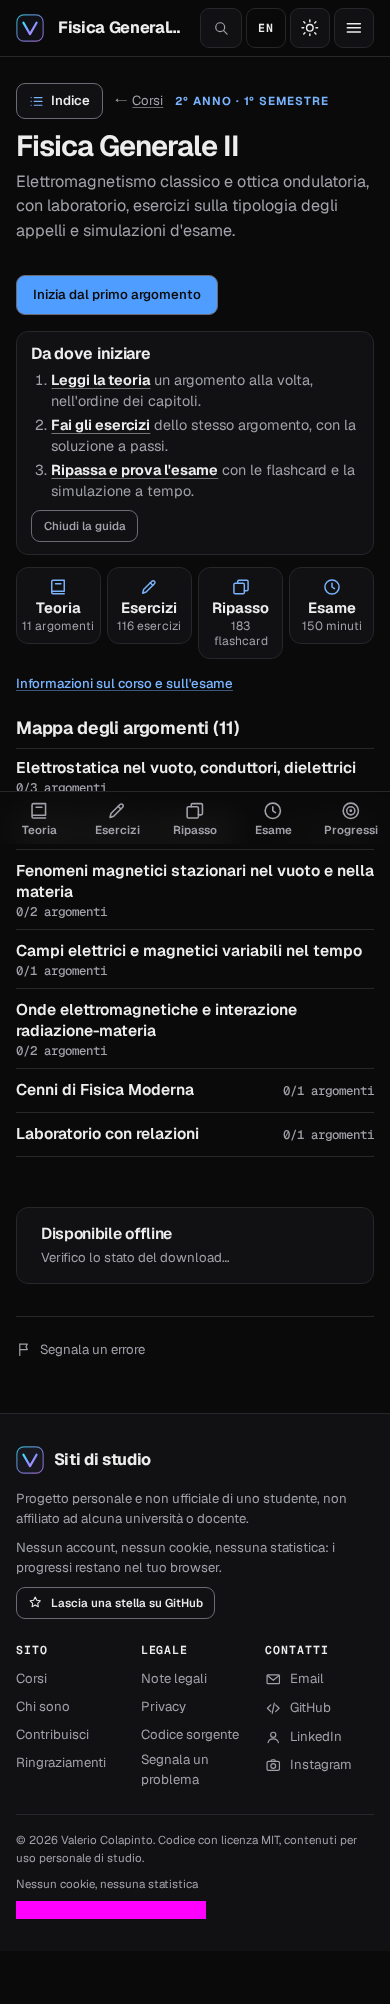 Fisica General...
EN
Indice
← Corsi
2º ANNO · 1º SEMESTRE
Fisica Generale II
Elettromagnetismo classico e ottica ondulatoria,
con laboratorio, esercizi sulla tipologia degli
appelli e simulazioni d'esame.
Inizia dal primo argomento
Da dove iniziare
1. Leggi la teoria un argomento alla volta,
nell'ordine dei capitoli.
2. Fai gli esercizi dello stesso argomento, con la
soluzione a passi.
3. Ripassa e prova l'esame con le flashcard e la
simulazione a tempo.
Chiudi la guida
Teoria
11 argomenti
Esercizi
116 esercizi
Ripasso
183
flashcard
Esame
150 minuti
Informazioni sul corso e sull'esame
Mappa degli argomenti (11)
Elettrostatica nel vuoto, conduttori, dielettrici
0/3 argomenti
Teoria
Esercizi
Ripasso
Esame
Progressi
Fenomeni magnetici stazionari nel vuoto e nella
materia
0/2 argomenti
Campi elettrici e magnetici variabili nel tempo
0/1 argomenti
Onde elettromagnetiche e interazione
radiazione-materia
0/2 argomenti
Cenni di Fisica Moderna
0/1 argomenti
Laboratorio con relazioni
0/1 argomenti
Disponibile offline
Verifico lo stato del download...
Segnala un errore
Siti di studio
Progetto personale e non ufficiale di uno studente, non
affiliato ad alcuna università o docente.
Nessun account, nessun cookie, nessuna statistica: i
progressi restano nel tuo browser.
Lascia una stella su GitHub
SITO
Corsi
Chi sono
Contribuisci
Ringraziamenti
LEGALE
Note legali
Privacy
Codice sorgente
Segnala un
problema
CONTATTI
Email
GitHub
LinkedIn
Instagram
© 2026 Valerio Colapinto. Codice con licenza MIT, contenuti per
uso personale di studio.
Nessun cookie, nessuna statistica